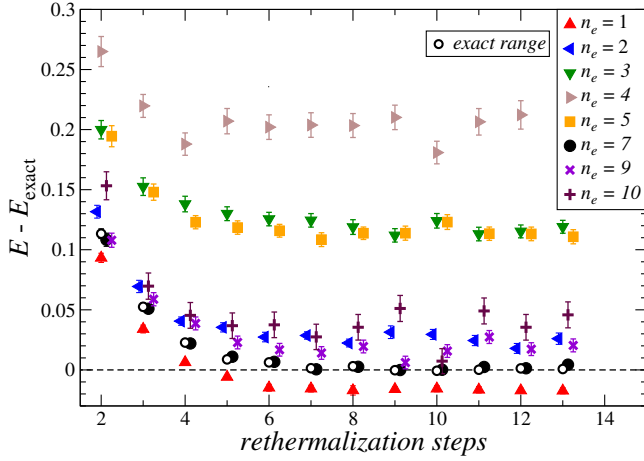 0.3
0.25
0.2
0.15
0.1
0.05
0
E - E_exact
2
4
6
8
10
12
14
rethermalization steps
exact range
n_e = 1
n_e = 2
n_e = 3
n_e = 4
n_e = 5
n_e = 7
n_e = 9
n_e = 10